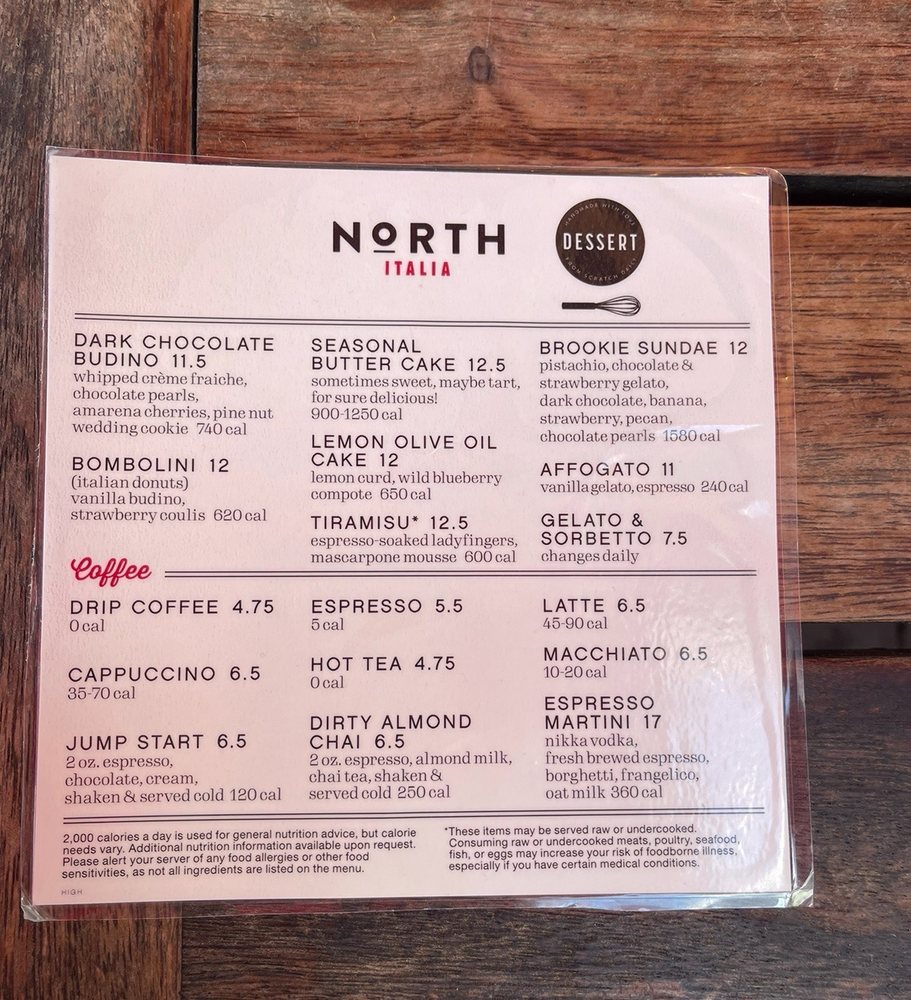 NORTH
ITALIA
HANDMADE WITH LOVE
DESSERT
FROM SCRATCH DAILY
DARK CHOCOLATE
BUDINO 11.5
whipped crème fraiche,
chocolate pearls,
amarena cherries, pine nut
wedding cookie 740 cal
BOMBOLINI 12
(italian donuts)
vanilla budino,
strawberry coulis 620 cal
SEASONAL
BUTTER CAKE 12.5
sometimes sweet, maybe tart,
for sure delicious!
900-1250 cal
LEMON OLIVE OIL
CAKE 12
lemon curd, wild blueberry
compote 650 cal
TIRAMISU* 12.5
espresso-soaked ladyfingers,
mascarpone mousse 600 cal
BROOKIE SUNDAE 12
pistachio, chocolate &
strawberry gelato,
dark chocolate, banana,
strawberry, pecan,
chocolate pearls 1580 cal
AFFOGATO 11
vanilla gelato, espresso 240 cal
GELATO &
SORBETTO 7.5
changes daily
Coffee
DRIP COFFEE 4.75
0 cal
CAPPUCCINO 6.5
35-70 cal
JUMP START 6.5
2 oz. espresso,
chocolate, cream,
shaken & served cold 120 cal
ESPRESSO 5.5
5 cal
HOT TEA 4.75
0 cal
DIRTY ALMOND
CHAI 6.5
2 oz. espresso, almond milk,
chai tea, shaken &
served cold 250 cal
LATTE 6.5
45-90 cal
MACCHIATO 6.5
10-20 cal
ESPRESSO
MARTINI 17
nikka vodka,
fresh brewed espresso,
borghetti, frangelico,
oat milk 360 cal
2,000 calories a day is used for general nutrition advice, but calorie
needs vary. Additional nutrition information available upon request.
Please alert your server of any food allergies or other food
sensitivities, as not all ingredients are listed on the menu.
*These items may be served raw or undercooked.
Consuming raw or undercooked meats, poultry, seafood,
fish, or eggs may increase your risk of foodborne illness,
especially if you have certain medical conditions.
HIGH